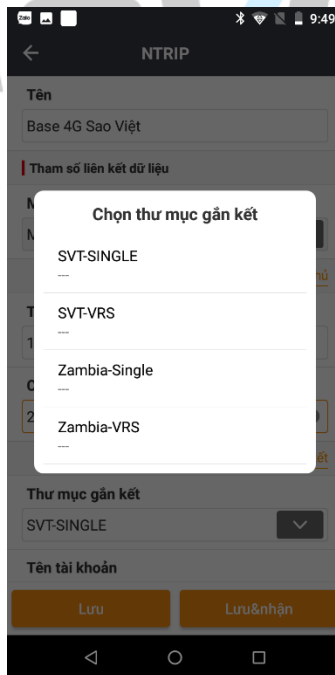 Zalo
9:49
NTRIP
Tên
Base 4G Sao Việt
Tham số liên kết dữ liệu
Chọn thư mục gắn kết
SVT-SINGLE
---
SVT-VRS
---
Zambia-Single
---
Zambia-VRS
---
Thư mục gắn kết
SVT-SINGLE
Tên tài khoản
Lưu
Lưu&nhận